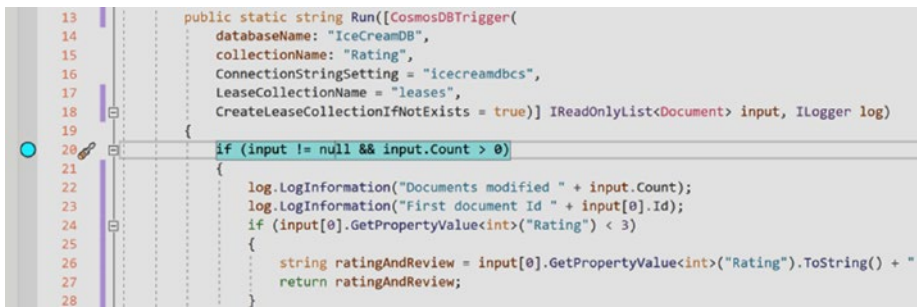 13 public static string Run([CosmosDBTrigger(
14 databaseName: "IceCreamDB",
15 collectionName: "Rating",
16 ConnectionStringSetting = "icecreamdbcs",
17 LeaseCollectionName = "leases",
18 CreateLeaseCollectionIfNotExists = true)] IReadOnlyList<Document> input, ILogger log)
19 {
20 if (input != null && input.Count > 0)
21 {
22 log.LogInformation("Documents modified " + input.Count);
23 log.LogInformation("First document Id " + input[0].Id);
24 if (input[0].GetPropertyValue<int>("Rating") < 3)
25 {
26 string ratingAndReview = input[0].GetPropertyValue<int>("Rating").ToString() + "
27 return ratingAndReview;
28 }